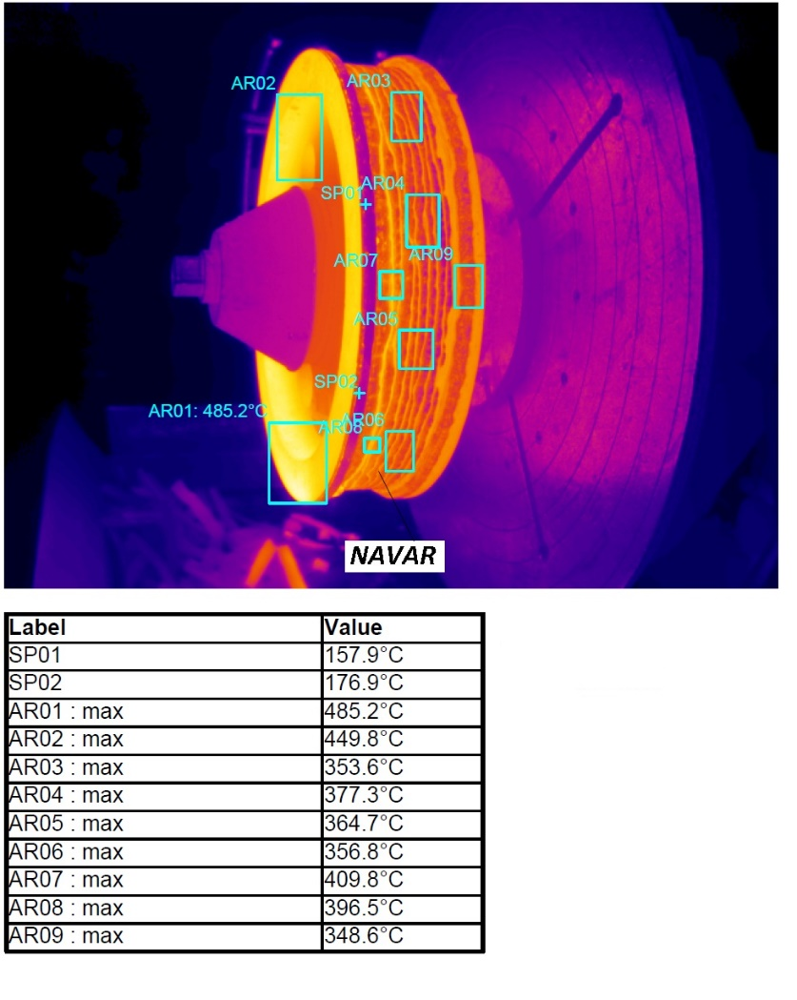 AR02
AR03
SP01
AR04
AR07
AR09
AR05
SP02
AR01: 485.2°C
AR06
AR08
NAVAR
Label Value
SP01 157.9°C
SP02 176.9°C
AR01 : max 485.2°C
AR02 : max 449.8°C
AR03 : max 353.6°C
AR04 : max 377.3°C
AR05 : max 364.7°C
AR06 : max 356.8°C
AR07 : max 409.8°C
AR08 : max 396.5°C
AR09 : max 348.6°C